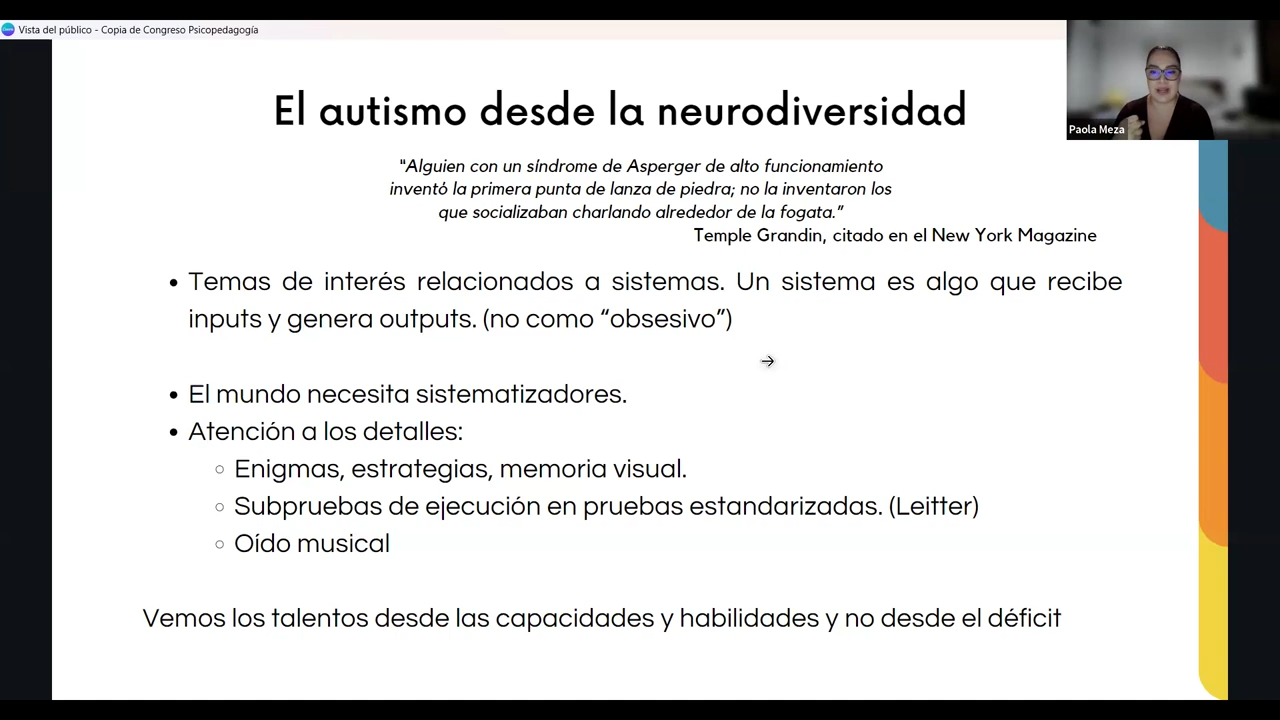 Vista del público - Copia de Congreso Psicopedagogía
Paola Meza
El autismo desde la neurodiversidad
“Alguien con un síndrome de Asperger de alto funcionamiento
inventó la primera punta de lanza de piedra; no la inventaron los
que socializaban charlando alrededor de la fogata.”
Temple Grandin, citado en el New York Magazine
• Temas de interés relacionados a sistemas. Un sistema es algo que recibe
inputs y genera outputs. (no como “obsesivo”)
• El mundo necesita sistematizadores.
• Atención a los detalles:
○ Enigmas, estrategias, memoria visual.
○ Subpruebas de ejecución en pruebas estandarizadas. (Leitter)
○ Oído musical
Vemos los talentos desde las capacidades y habilidades y no desde el déficit